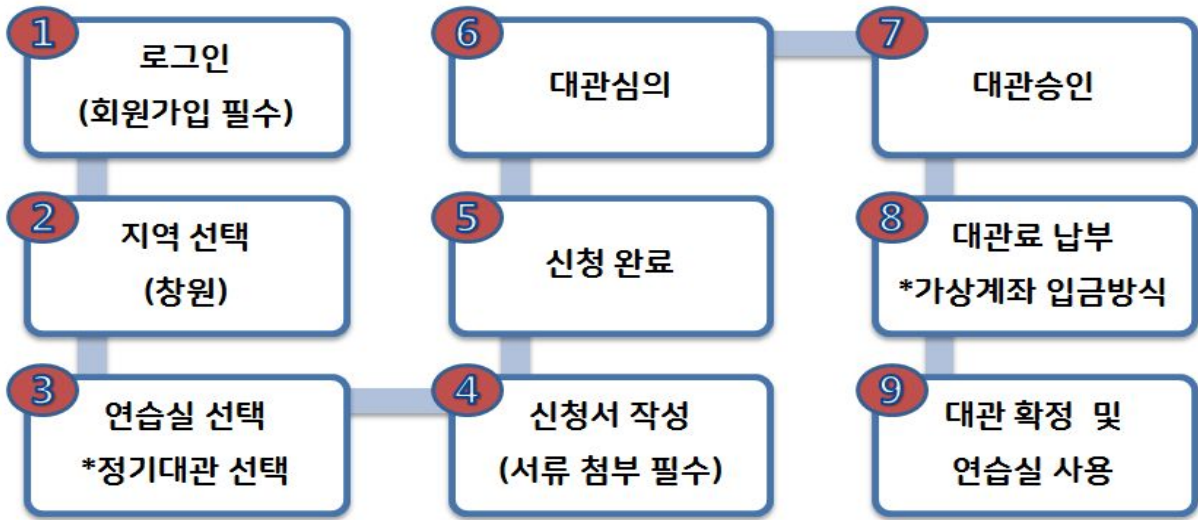 1
로그인
(회원가입 필수)
2
지역 선택
(창원)
3
연습실 선택
*정기대관 선택
4
신청서 작성
(서류 첨부 필수)
5
신청 완료
6
대관심의
7
대관승인
8
대관료 납부
*가상계좌 입금방식
9
대관 확정 및
연습실 사용